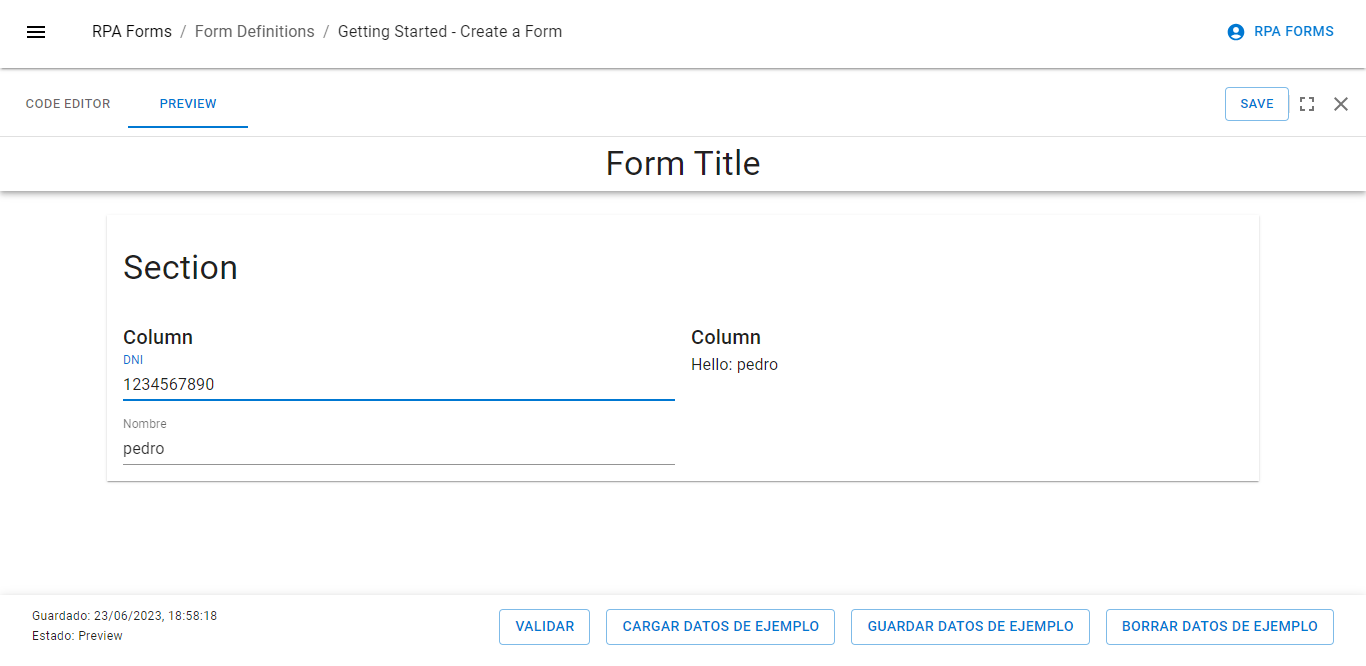 RPA Forms / Form Definitions / Getting Started - Create a Form
RPA FORMS
CODE EDITOR
PREVIEW
SAVE
Form Title
Section
Column
DNI
1234567890
Nombre
pedro
Column
Hello: pedro
Guardado: 23/06/2023, 18:58:18
Estado: Preview
VALIDAR
CARGAR DATOS DE EJEMPLO
GUARDAR DATOS DE EJEMPLO
BORRAR DATOS DE EJEMPLO